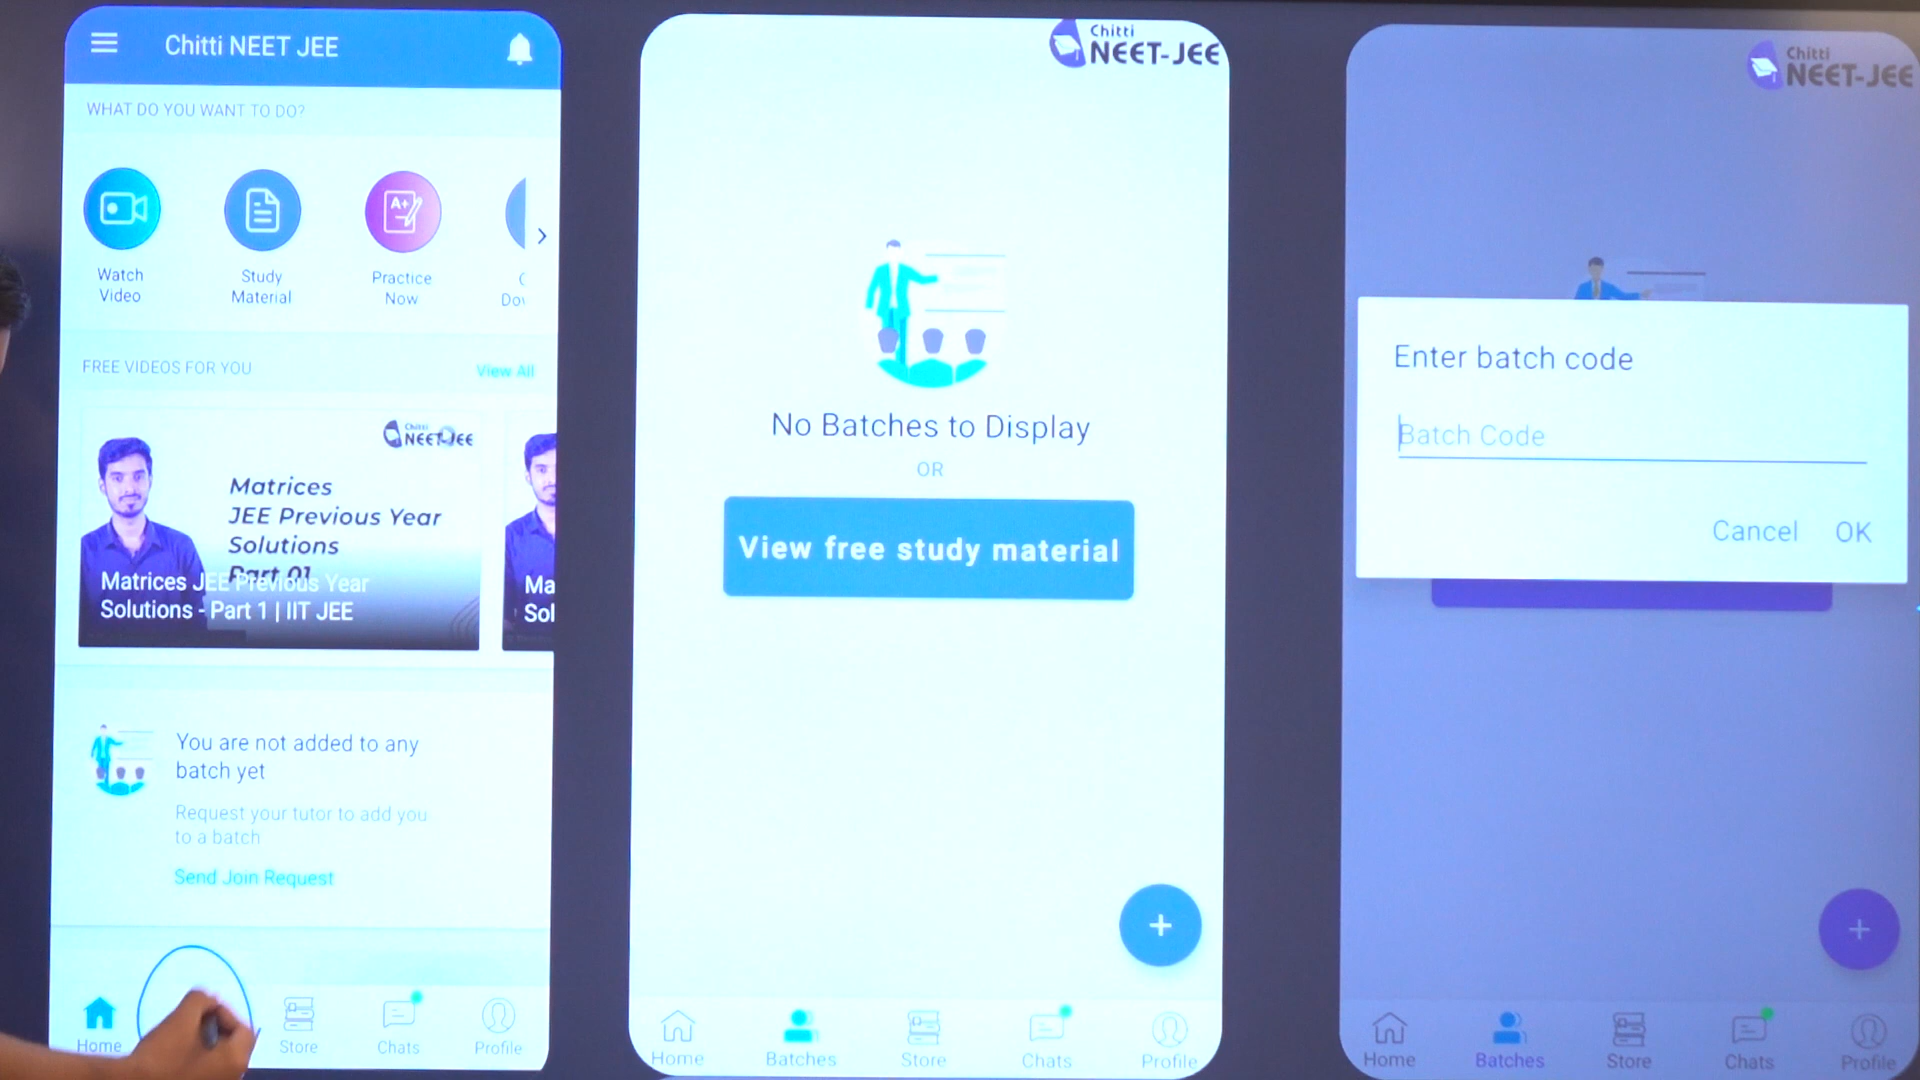 Chitti NEET JEE
WHAT DO YOU WANT TO DO?
Watch
Video
Study
Material
Practice
Now
FREE VIDEOS FOR YOU
View All
Chitti
NEET-JEE
Matrices
JEE Previous Year
Solutions
Part 01
Matrices JEE Previous Year
Solutions - Part 1 | IIT JEE
Ma
Sol
You are not added to any
batch yet
Request your tutor to add you
to a batch
Send Join Request
Home
Store
Chats
Profile
Chitti
NEET-JEE
No Batches to Display
OR
View free study material
+
Home
Batches
Store
Chats
Profile
Chitti
NEET-JEE
Enter batch code
Batch Code
Cancel
OK
+
Home
Batches
Store
Chats
Profile